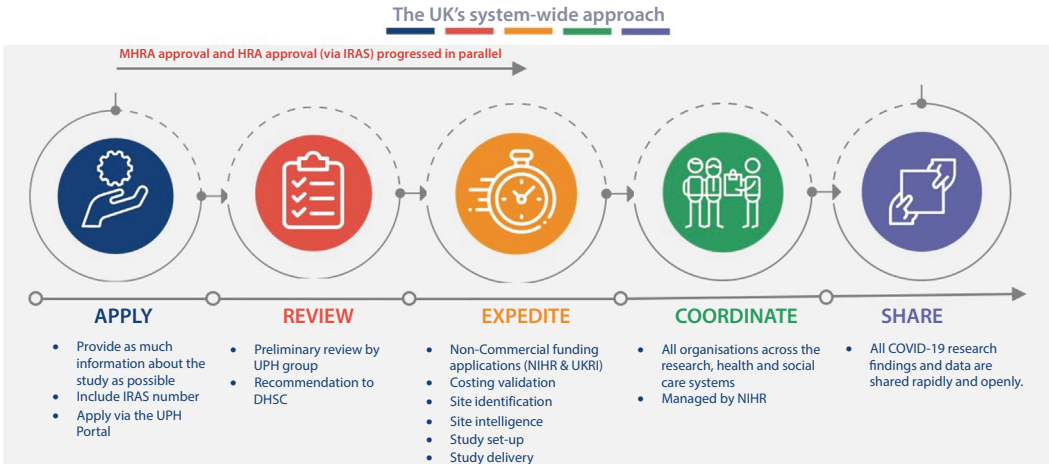 The UK's system-wide approach
MHRA approval and HRA approval (via IRAS) progressed in parallel
APPLY
• Provide as much
information about the
study as possible
• Include IRAS number
• Apply via the UPH
Portal
REVIEW
• Preliminary review by
UPH group
• Recommendation to
DHSC
EXPEDITE
• Non-Commercial funding
applications (NIHR & UKRI)
• Costing validation
• Site identification
• Site intelligence
• Study set-up
• Study delivery
COORDINATE
• All organisations across the
research, health and social
care systems
• Managed by NIHR
SHARE
• All COVID-19 research
findings and data are
shared rapidly and openly.